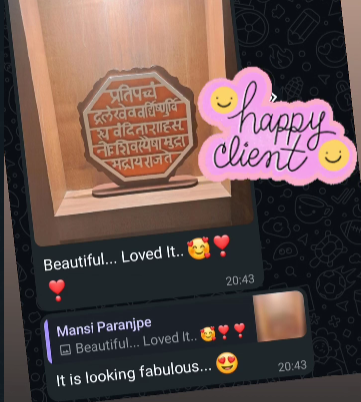 प्रतिपच्चं
द्रलेखेववर्धिष्णुर्वि
श्ववंदिताशाहसू
नोःशिवस्यैषामुद्रा
भद्रायराजते
happy
client
Beautiful... Loved It..🥰❣️
❣️
20:43
Mansi Paranjpe
Beautiful... Loved It..🥰❣️❣️
It is looking fabulous...😍
20:43